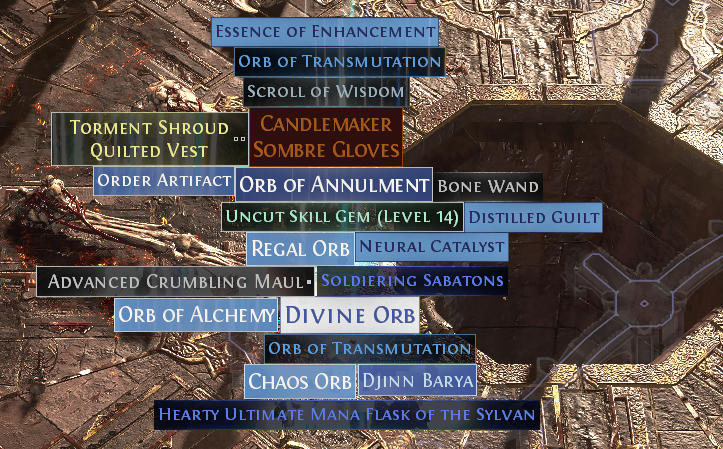 Essence of Enhancement
Orb of Transmutation
Scroll of Wisdom
Torment Shroud
Quilted Vest
Candlemaker
Sombre Gloves
Order Artifact
Orb of Annulment
Bone Wand
Uncut Skill Gem (Level 14)
Distilled Guilt
Regal Orb
Neural Catalyst
Advanced Crumbling Maul
Soldiering Sabatons
Orb of Alchemy
Divine Orb
Orb of Transmutation
Chaos Orb
Djinn Barya
Hearty Ultimate Mana Flask of the Sylvan